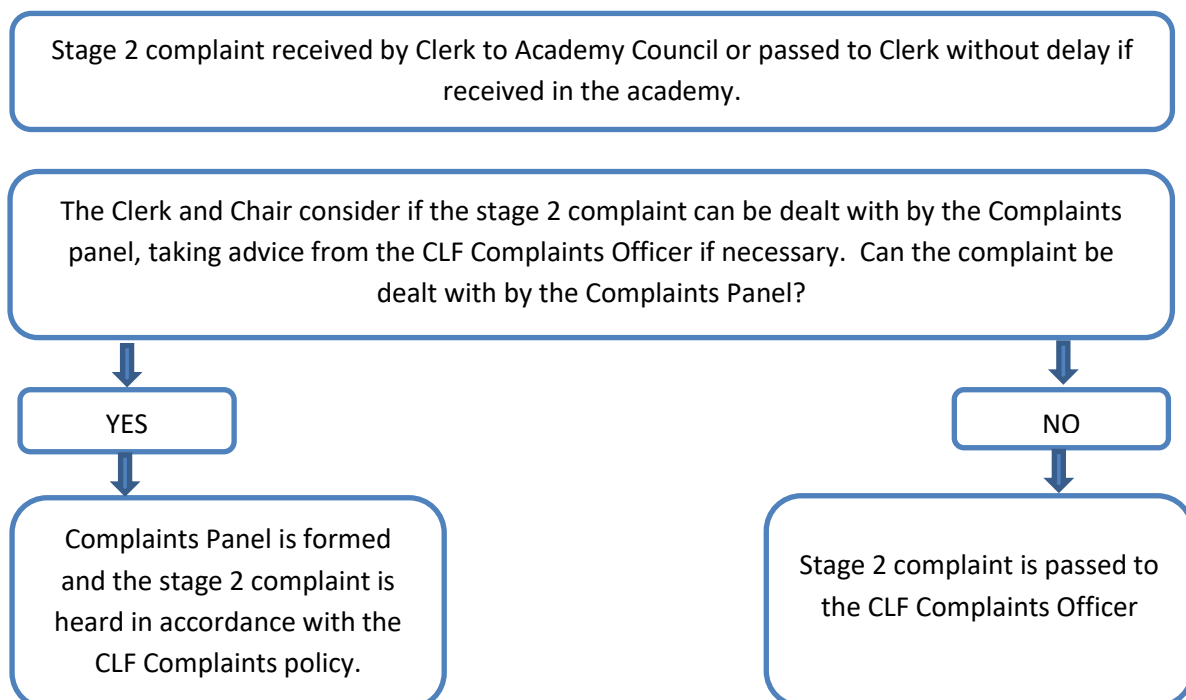 Stage 2 complaint received by Clerk to Academy Council or passed to Clerk without delay if
received in the academy.
The Clerk and Chair consider if the stage 2 complaint can be dealt with by the Complaints
panel, taking advice from the CLF Complaints Officer if necessary.  Can the complaint be
dealt with by the Complaints Panel?
YES
NO
Complaints Panel is formed
and the stage 2 complaint is
heard in accordance with the
CLF Complaints policy.
Stage 2 complaint is passed to
the CLF Complaints Officer